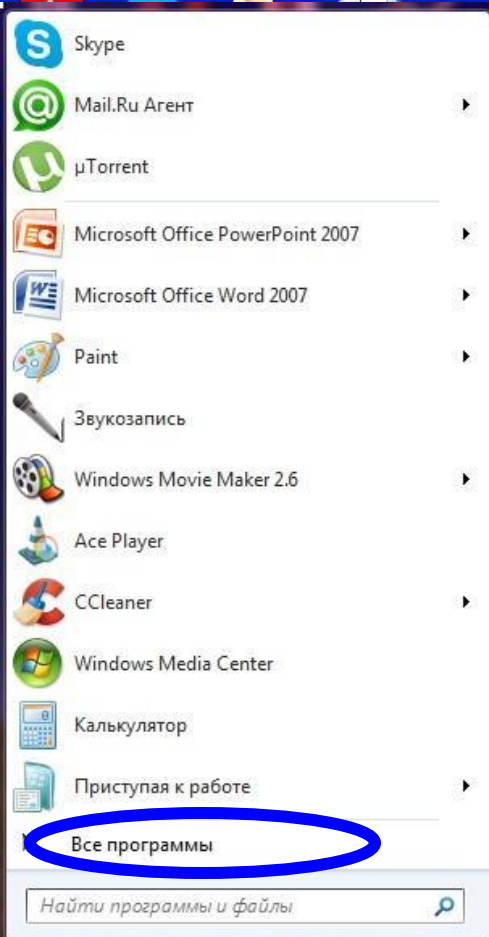 Skype
Mail.Ru Агент
µTorrent
Microsoft Office PowerPoint 2007
Microsoft Office Word 2007
Paint
Звукозапись
Windows Movie Maker 2.6
Ace Player
CCleaner
Windows Media Center
Калькулятор
Приступая к работе
Все программы
Найти программы и файлы